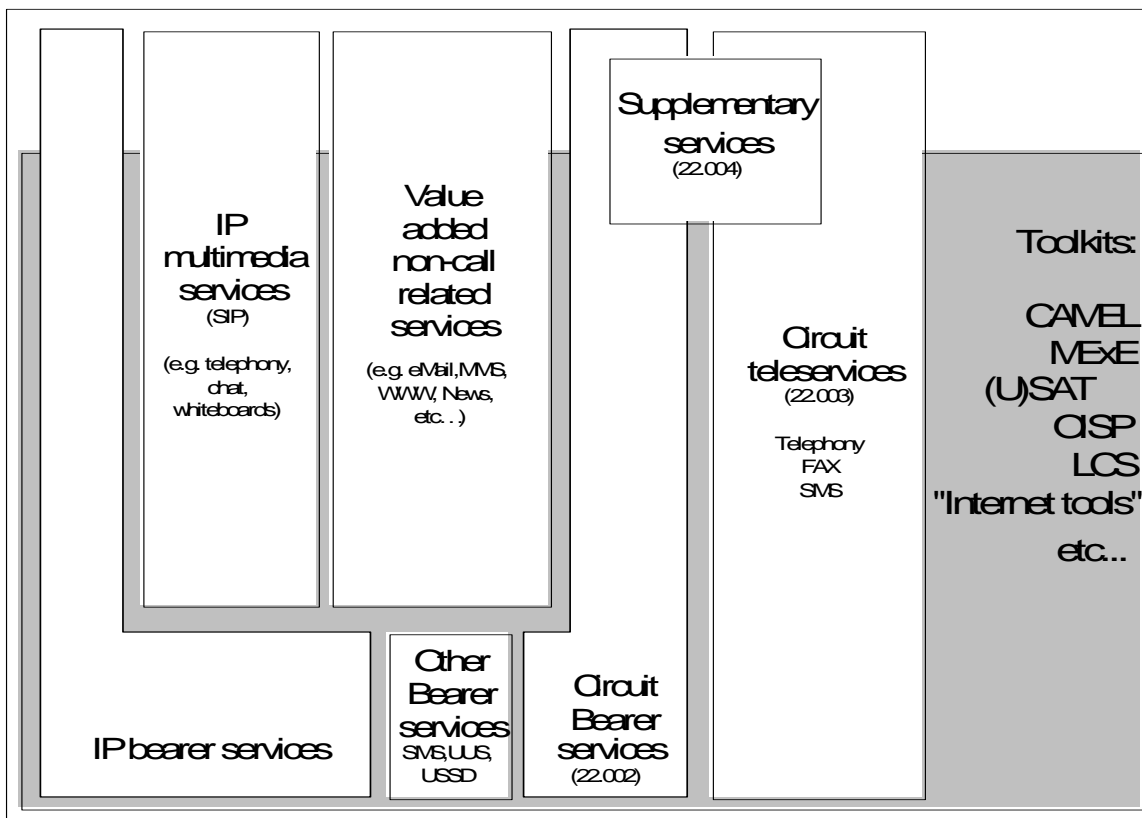 IP
multimedia
services
(SIP)
(e.g. telephony,
chat,
whiteboards)
Value
added
non-call
related
services
(e.g. eMail,MMS,
WWW, News,
etc…)
Supplementary
services
(22.004)
Circuit
teleservices
(22.003)
Telephony
FAX
SMS
Toolkits:
CAMEL
MExE
(U)SAT
OISP
LCS
"Internet tools"
etc...
IP bearer services
Other
Bearer
services
SMS,UUS,
USSD
Circuit
Bearer
services
(22.002)